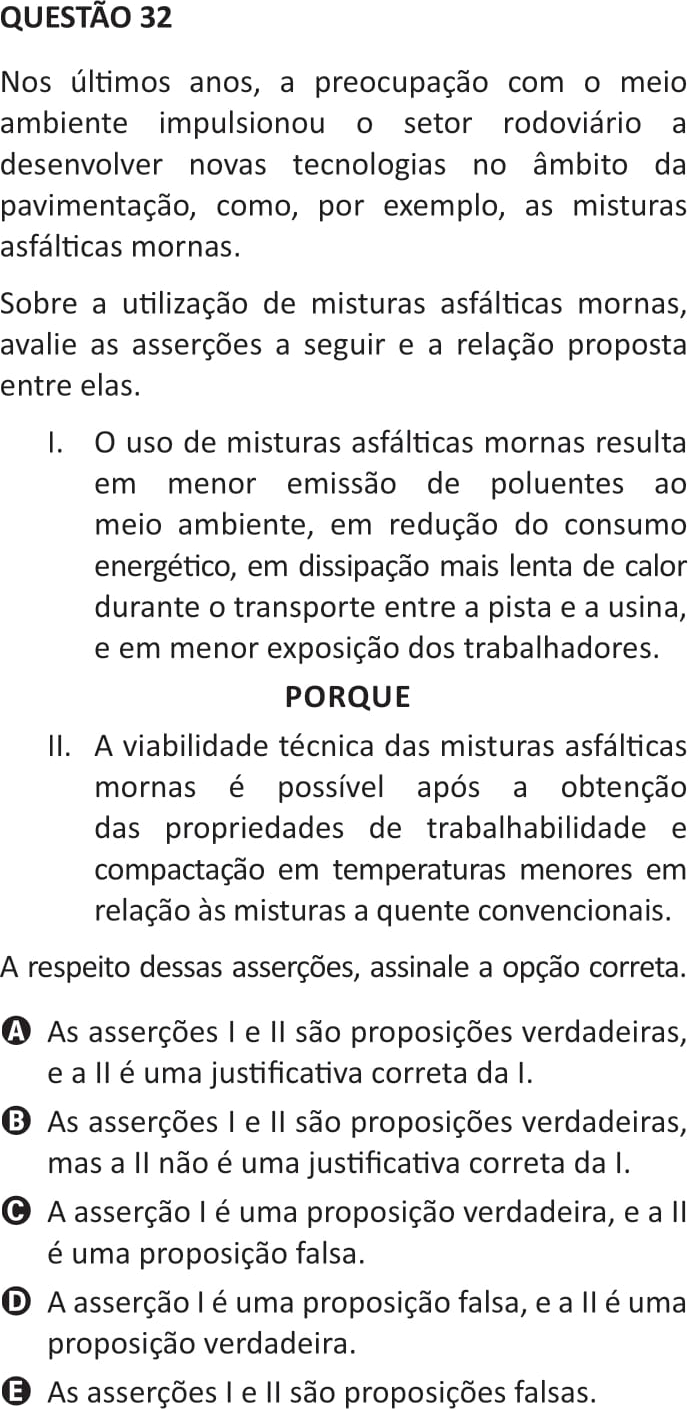 QUESTÃO 32
Nos últimos anos, a preocupação com o meio
ambiente impulsionou o setor rodoviário a
desenvolver novas tecnologias no âmbito da
pavimentação, como, por exemplo, as misturas
asfálticas mornas.
Sobre a utilização de misturas asfálticas mornas,
avalie as asserções a seguir e a relação proposta
entre elas.
I. O uso de misturas asfálticas mornas resulta
em menor emissão de poluentes ao
meio ambiente, em redução do consumo
energético, em dissipação mais lenta de calor
durante o transporte entre a pista e a usina,
e em menor exposição dos trabalhadores.
PORQUE
II. A viabilidade técnica das misturas asfálticas
mornas é possível após a obtenção
das propriedades de trabalhabilidade e
compactação em temperaturas menores em
relação às misturas a quente convencionais.
A respeito dessas asserções, assinale a opção correta.
A As asserções I e II são proposições verdadeiras,
e a II é uma justificativa correta da I.
B As asserções I e II são proposições verdadeiras,
mas a II não é uma justificativa correta da I.
C A asserção I é uma proposição verdadeira, e a II
é uma proposição falsa.
D A asserção I é uma proposição falsa, e a II é uma
proposição verdadeira.
E As asserções I e II são proposições falsas.